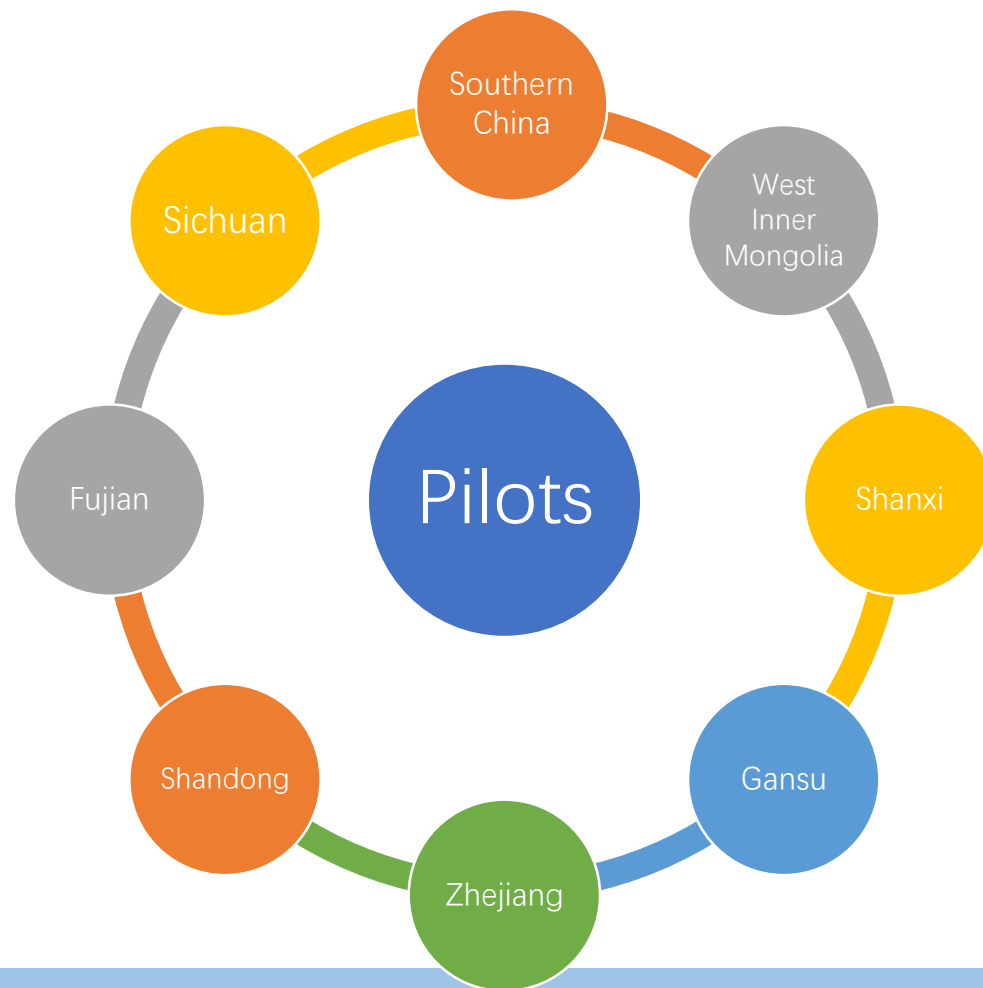 Southern
China
West
Inner
Mongolia
Sichuan
Pilots
Fujian
Shanxi
Shandong
Gansu
Zhejiang